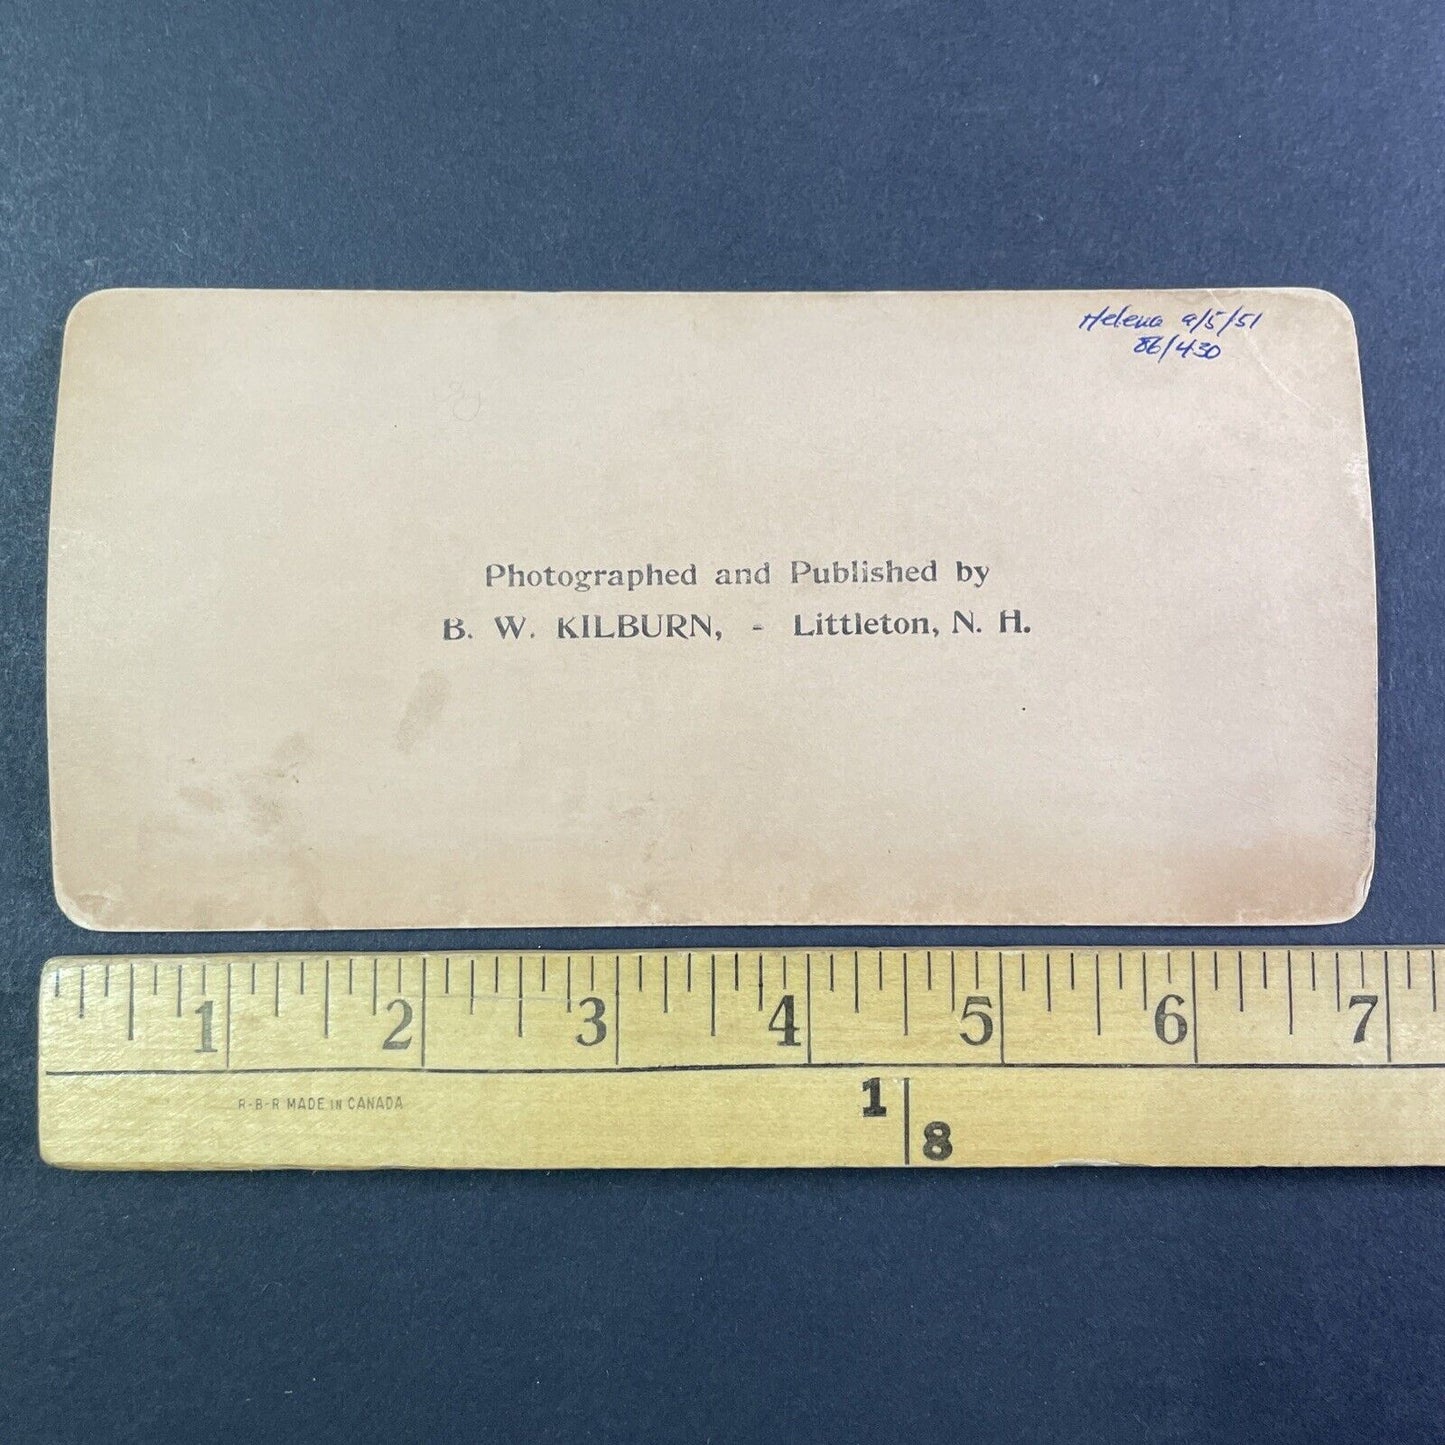 Helena 9/5/51
86/430
Photographed and Published by
B. W. KILBURN, - Littleton, N. H.
1 2 3 4 5 6 7
R-B-R MADE IN CANADA
1
8